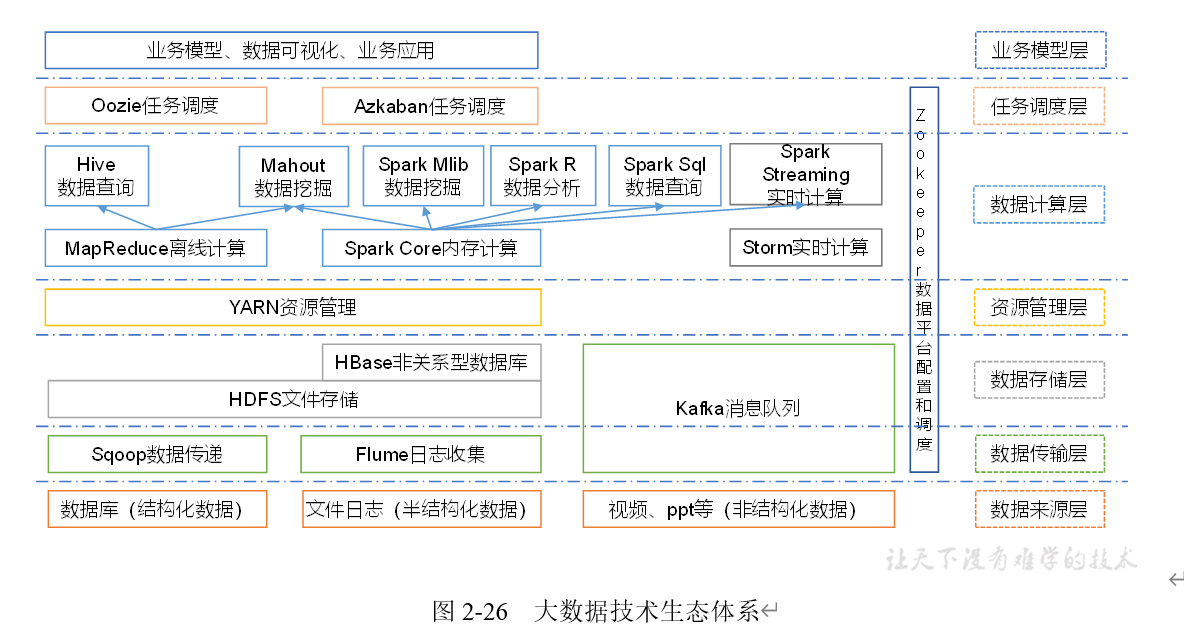 业务模型、数据可视化、业务应用
业务模型层
Oozie任务调度
Azkaban任务调度
任务调度层
Hive
数据查询
Mahout
数据挖掘
Spark Mlib
数据挖掘
Spark R
数据分析
Spark Sql
数据查询
Spark
Streaming
实时计算
数据计算层
MapReduce离线计算
Spark Core内存计算
Storm实时计算
YARN资源管理
资源管理层
HBase非关系型数据库
HDFS文件存储
Kafka消息队列
数据存储层
Sqoop数据传递
Flume日志收集
数据传输层
Zookeeper数据平台配置和调度
数据库（结构化数据）
文件日志（半结构化数据）
视频、ppt等（非结构化数据）
数据来源层
让天下没有难学的技术
图 2-26 大数据技术生态体系